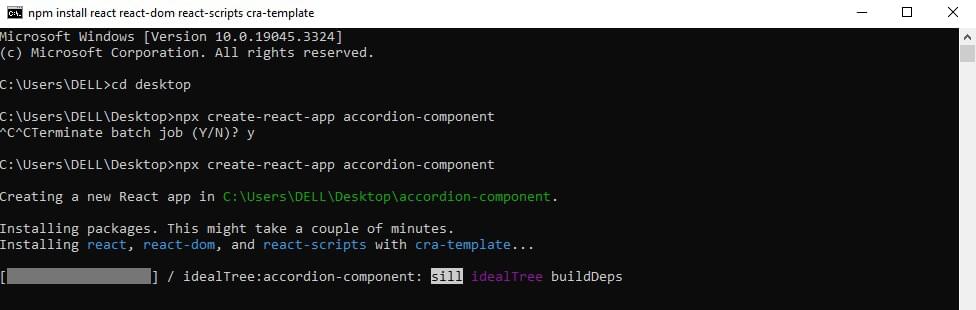 npm install react react-dom react-scripts cra-template
Microsoft Windows [Version 10.0.19045.3324]
(c) Microsoft Corporation. All rights reserved.
C:\Users\DELL>cd desktop
C:\Users\DELL\Desktop>npx create-react-app accordion-component
^C^CTerminate batch job (Y/N)? y
C:\Users\DELL\Desktop>npx create-react-app accordion-component
Creating a new React app in C:\Users\DELL\Desktop\accordion-component.
Installing packages. This might take a couple of minutes.
Installing react, react-dom, and react-scripts with cra-template...
[                  ] / idealTree:accordion-component: sill idealTree buildDeps